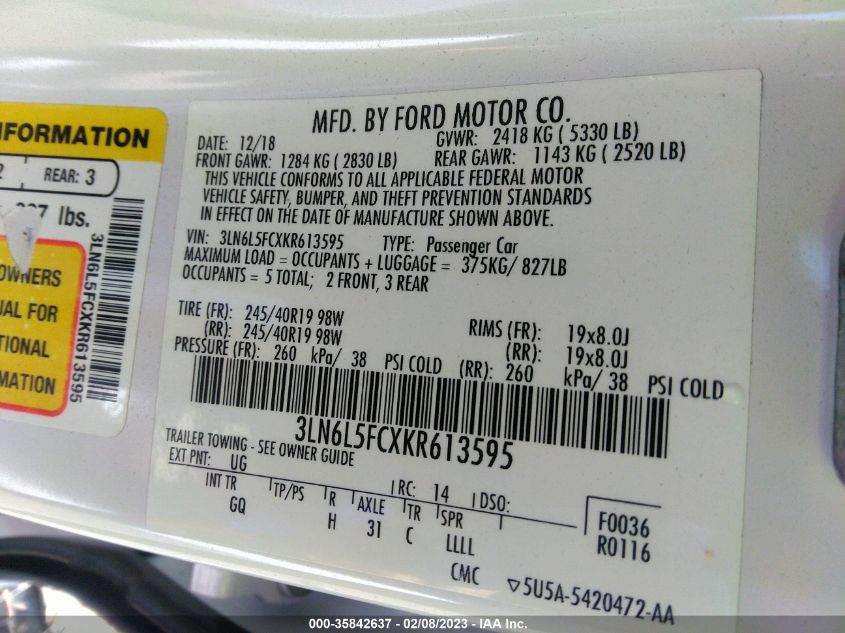 NFORMATION
2
REAR: 3
lbs.
3LN6L5FCXKR613595
OWNERS
UAL FOR
TIONAL
RMATION
MFD. BY FORD MOTOR CO.
DATE: 12/18 GVWR: 2418 KG ( 5330 LB)
FRONT GAWR: 1284 KG ( 2830 LB) REAR GAWR: 1143 KG ( 2520 LB)
THIS VEHICLE CONFORMS TO ALL APPLICABLE FEDERAL MOTOR
VEHICLE SAFETY, BUMPER, AND THEFT PREVENTION STANDARDS
IN EFFECT ON THE DATE OF MANUFACTURE SHOWN ABOVE.
VIN: 3LN6L5FCXKR613595 TYPE: Passenger Car
MAXIMUM LOAD = OCCUPANTS + LUGGAGE = 375KG/ 827LB
OCCUPANTS = 5 TOTAL; 2 FRONT, 3 REAR
TIRE (FR): 245/40R19 98W RIMS (FR): 19x8.0J
(RR): 245/40R19 98W (RR): 19x8.0J
PRESSURE (FR): 260 kPa/ 38 PSI COLD (RR): 260 kPa/ 38 PSI COLD
3LN6L5FCXKR613595
TRAILER TOWING - SEE OWNER GUIDE
EXT PNT: UG RC: 14 DSO:
INT TR TP/PS R AXLE TR SPR
GQ H 31 C LLLL
CMC
F0036
R0116
▽5U5A-5420472-AA
000-35842637 - 02/08/2023 - IAA Inc.